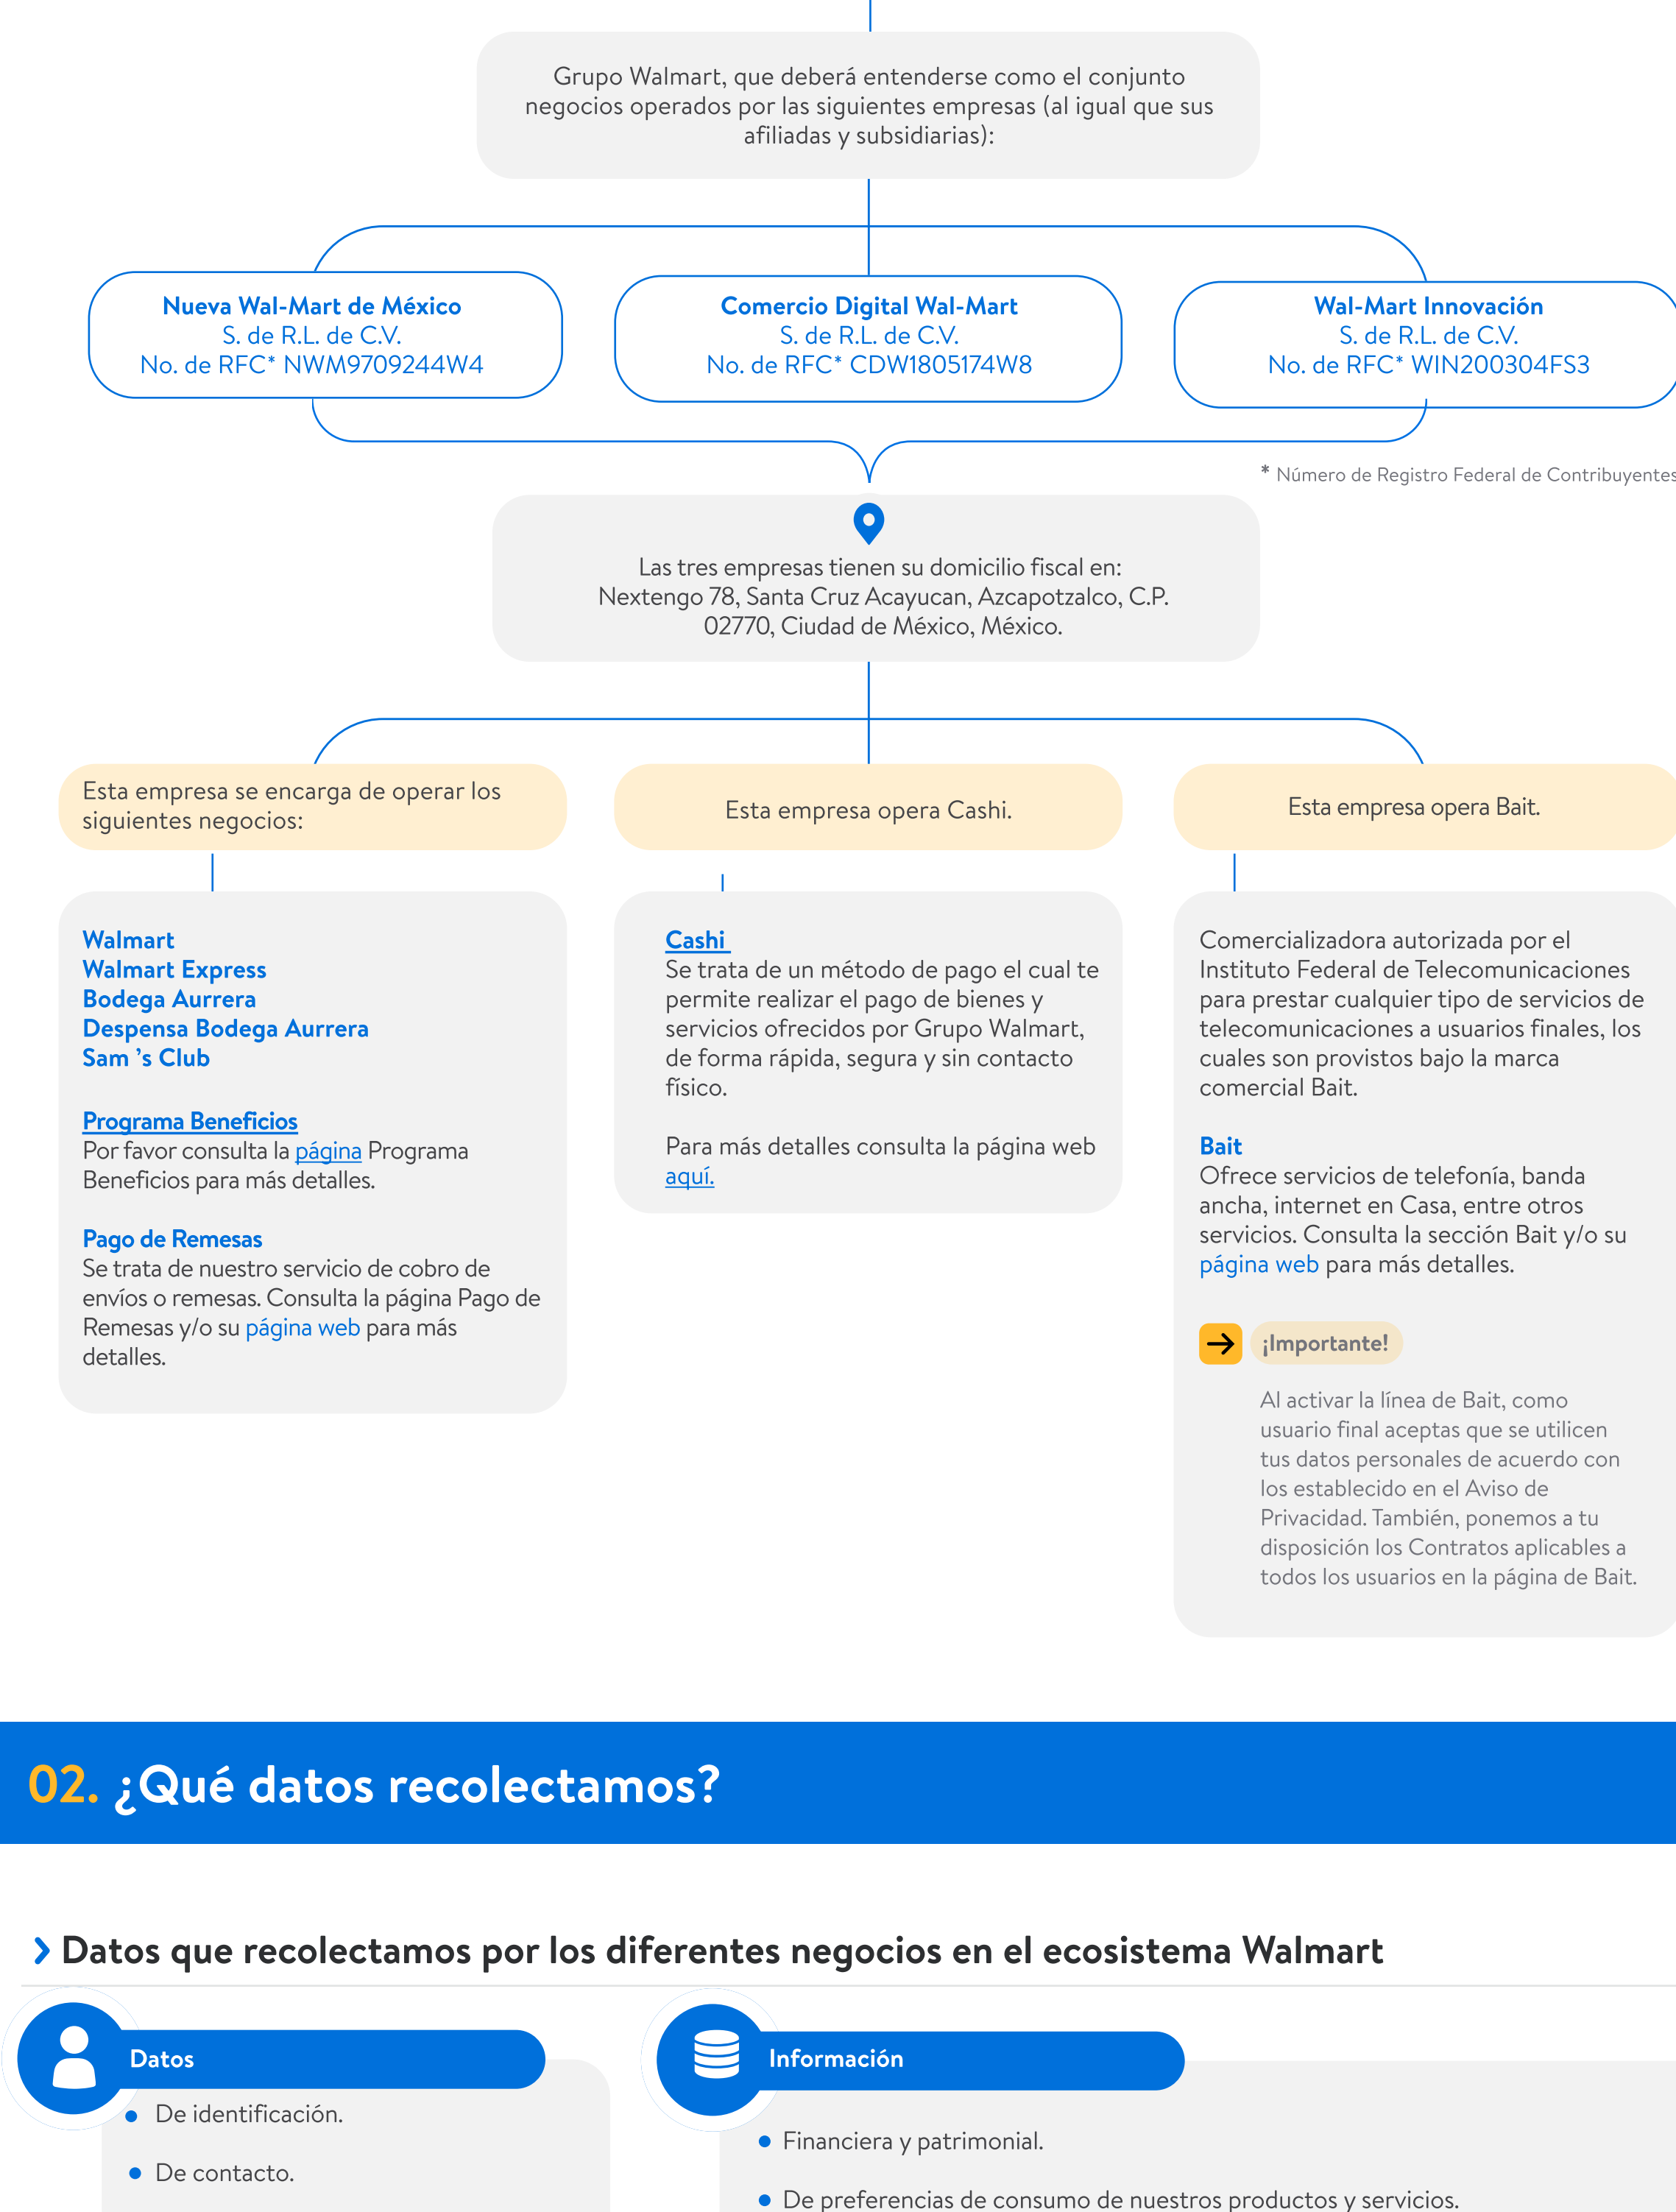 Grupo Walmart, que deberá entenderse como el conjunto
negocios operados por las siguientes empresas (al igual que sus
afiliadas y subsidiarias):
Nueva Wal-Mart de México
S. de R.L. de C.V.
No. de RFC* NWM9709244W4
Comercio Digital Wal-Mart
S. de R.L. de C.V.
No. de RFC* CDW1805174W8
Wal-Mart Innovación
S. de R.L. de C.V.
No. de RFC* WIN200304FS3
* Número de Registro Federal de Contribuyentes
Las tres empresas tienen su domicilio fiscal en:
Nextengo 78, Santa Cruz Acayucan, Azcapotzalco, C.P.
02770, Ciudad de México, México.
Esta empresa se encarga de operar los
siguientes negocios:
Walmart
Walmart Express
Bodega Aurrera
Despensa Bodega Aurrera
Sam ’s Club
Programa Beneficios
Por favor consulta la página Programa
Beneficios para más detalles.
Pago de Remesas
Se trata de nuestro servicio de cobro de
envíos o remesas. Consulta la página Pago de
Remesas y/o su página web para más
detalles.
Esta empresa opera Cashi.
Cashi
Se trata de un método de pago el cual te
permite realizar el pago de bienes y
servicios ofrecidos por Grupo Walmart,
de forma rápida, segura y sin contacto
físico.
Para más detalles consulta la página web
aquí.
Esta empresa opera Bait.
Comercializadora autorizada por el
Instituto Federal de Telecomunicaciones
para prestar cualquier tipo de servicios de
telecomunicaciones a usuarios finales, los
cuales son provistos bajo la marca
comercial Bait.
Bait
Ofrece servicios de telefonía, banda
ancha, internet en Casa, entre otros
servicios. Consulta la sección Bait y/o su
página web para más detalles.
¡Importante!
Al activar la línea de Bait, como
usuario final aceptas que se utilicen
tus datos personales de acuerdo con
los establecido en el Aviso de
Privacidad. También, ponemos a tu
disposición los Contratos aplicables a
todos los usuarios en la página de Bait.
02. ¿Qué datos recolectamos?
Datos que recolectamos por los diferentes negocios en el ecosistema Walmart
Datos
De identificación.
De contacto.
Información
Financiera y patrimonial.
De preferencias de consumo de nuestros productos y servicios.